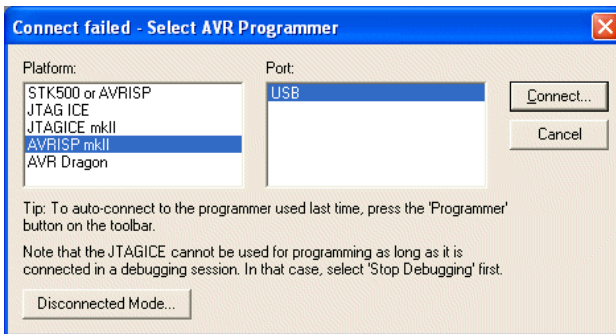 Connect failed - Select AVR Programmer
Platform:
Port:
STK500 or AVRISP
JTAG ICE
JTAGICE mkII
AVRISP mkII
AVR Dragon
USB
Connect...
Cancel
Tip: To auto-connect to the programmer used last time, press the 'Programmer'
button on the toolbar.
Note that the JTAGICE cannot be used for programming as long as it is
connected in a debugging session. In that case, select 'Stop Debugging' first.
Disconnected Mode...